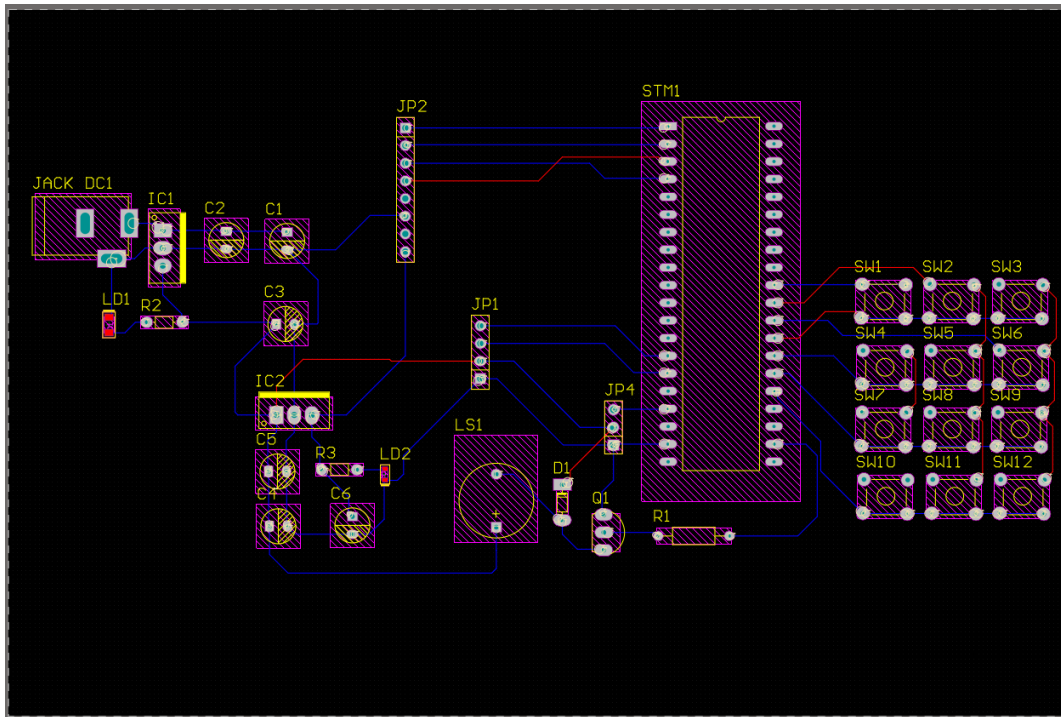 STM1
JP2
JACK DC1
IC1
C2
C1
SW1
SW2
SW3
LD1
R2
C3
JP1
SW4
SW5
SW6
IC2
SW7
SW8
SW9
JP4
C5
LS1
R3
LD2
D1
SW10
SW11
SW12
C4
C6
Q1
R1
+